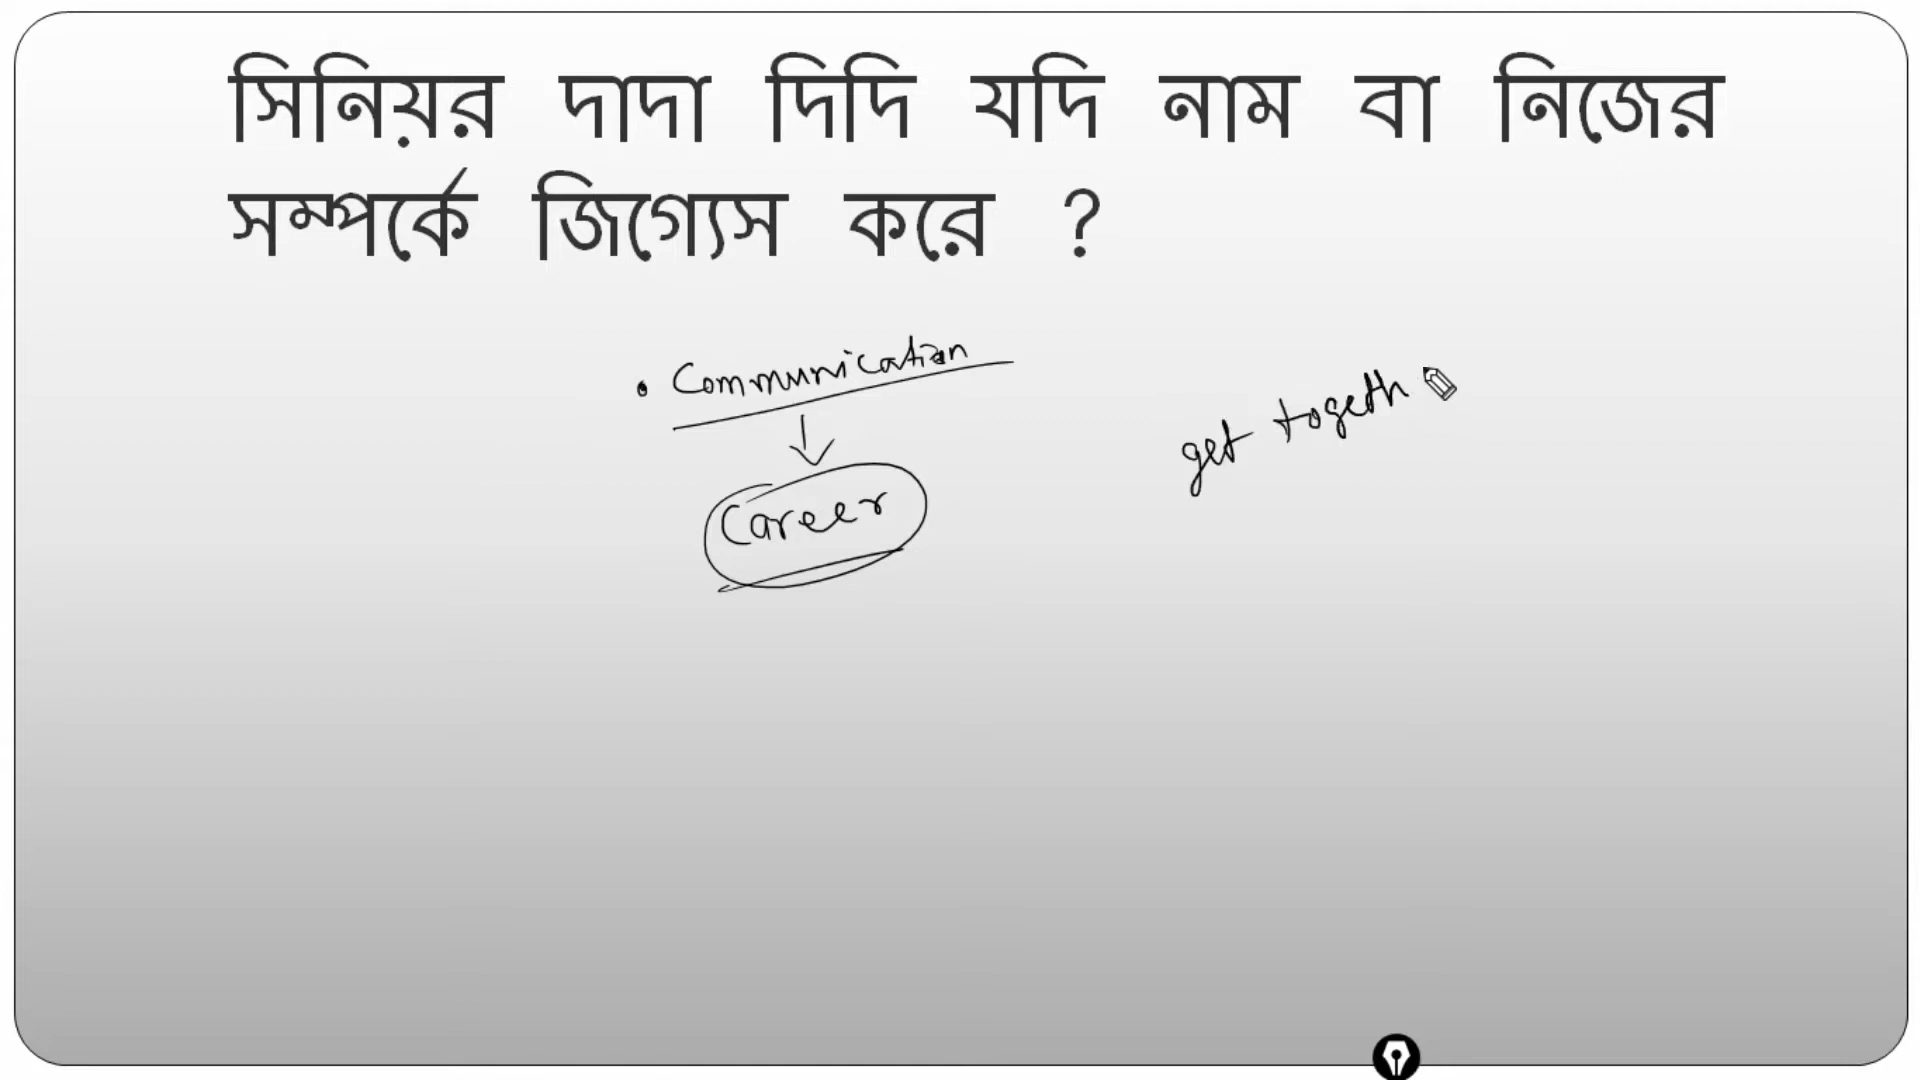 সিনিয়র দাদা দিদি যদি নাম বা নিজের
সম্পর্কে জিগ্যেস করে ?
• Communication
Career
get togeth